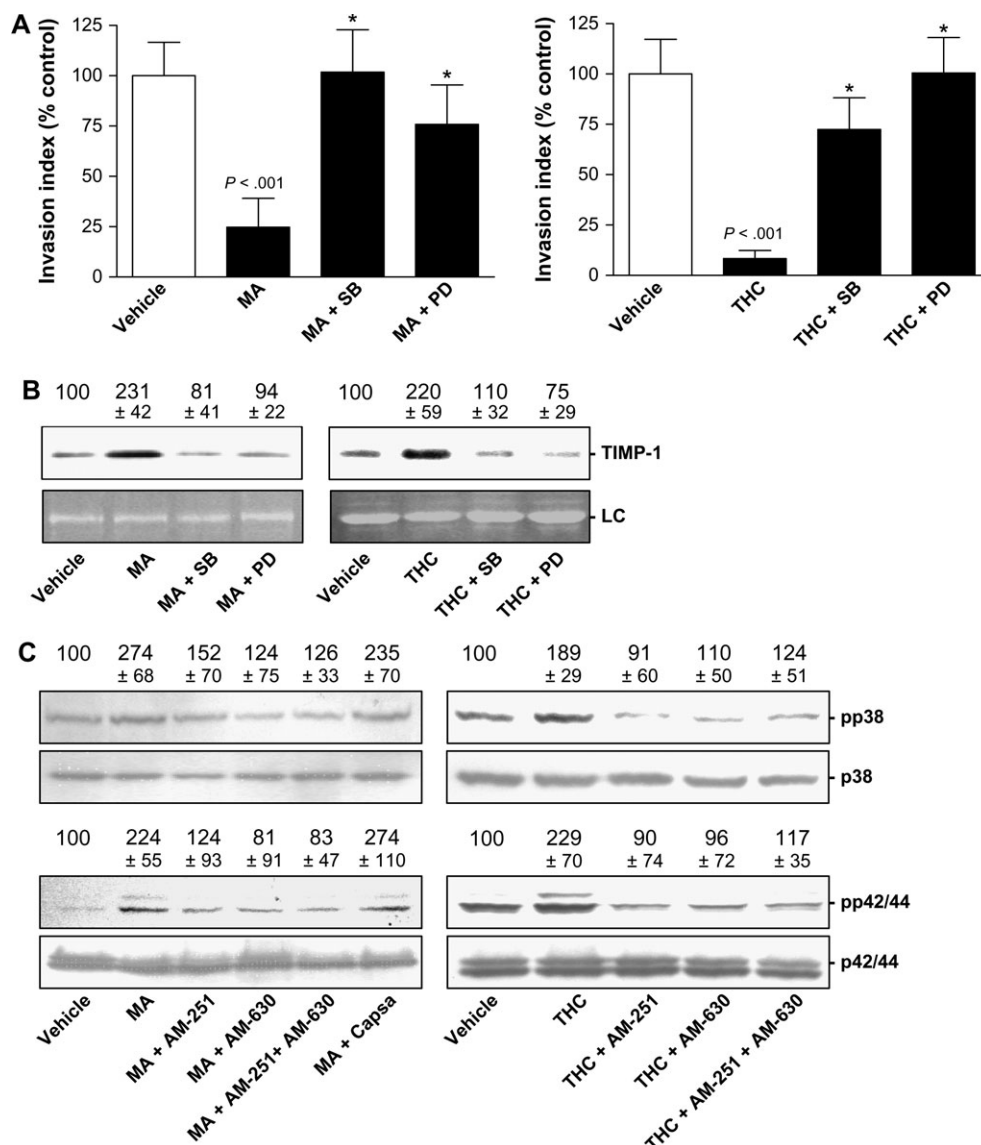 A
Invasion index (% control)
125
100
75
50
25
0
P < .001
*
*
Vehicle
MA
MA + SB
MA + PD
Invasion index (% control)
125
100
75
50
25
0
P < .001
*
*
Vehicle
THC
THC + SB
THC + PD
B
100 231 81 94
± 42 ± 41 ± 22
100 220 110 75
± 59 ± 32 ± 29
TIMP-1
LC
Vehicle
MA
MA + SB
MA + PD
Vehicle
THC
THC + SB
THC + PD
C
100 274 152 124 126 235
± 68 ± 70 ± 75 ± 33 ± 70
100 189 91 110 124
± 29 ± 60 ± 50 ± 51
pp38
p38
100 224 124 81 83 274
± 55 ± 93 ± 91 ± 47 ± 110
100 229 90 96 117
± 70 ± 74 ± 72 ± 35
pp42/44
p42/44
Vehicle
MA
MA + AM-251
MA + AM-630
MA + AM-251+ AM-630
MA + Capsa
Vehicle
THC
THC + AM-251
THC + AM-630
THC + AM-251 + AM-630